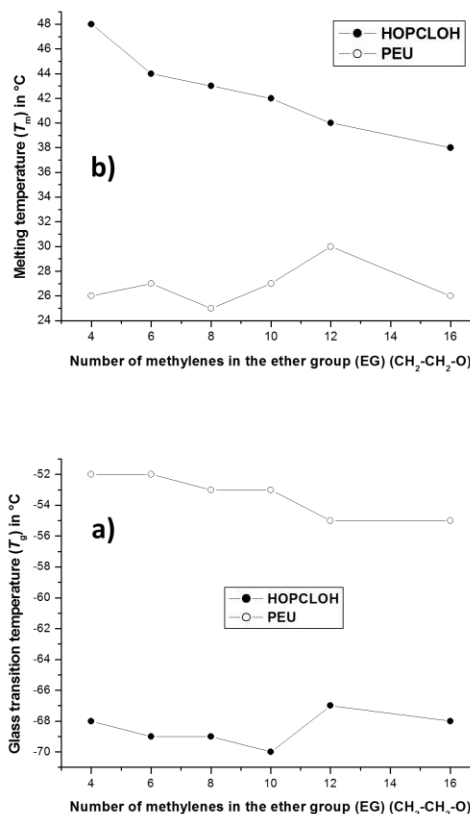 48
46
44
42
40
38
36
34
32
30
28
26
24
Melting temperature (Tm) in °C
b)
HOPCLOH
PEU
4 6 8 10 12 14 16
Number of methylenes in the ether group (EG) (CH2-CH2-O)
-52
-54
-56
-58
-60
-62
-64
-66
-68
-70
Glass transition temperature (Tg) in °C
a)
HOPCLOH
PEU
4 6 8 10 12 14 16
Number of methylenes in the ether group (EG) (CH2-CH2-O)